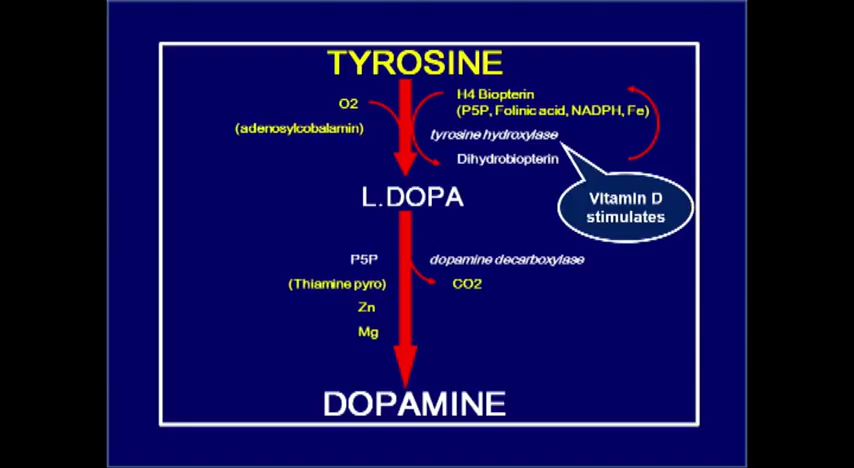 TYROSINE
O2
(adenosylcobalamin)
H4 Biopterin
(P5P, Folinic acid, NADPH, Fe)
tyrosine hydroxylase
Dihydrobiopterin
Vitamin D
stimulates
L.DOPA
P5P
(Thiamine pyro)
Zn
Mg
dopamine decarboxylase
CO2
DOPAMINE